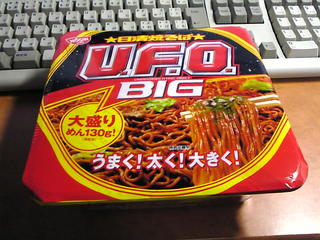 NISSIN
★日清焼そば★
U.F.O.
BIG
大盛り
めん130g!
うまく!太く!大きく!